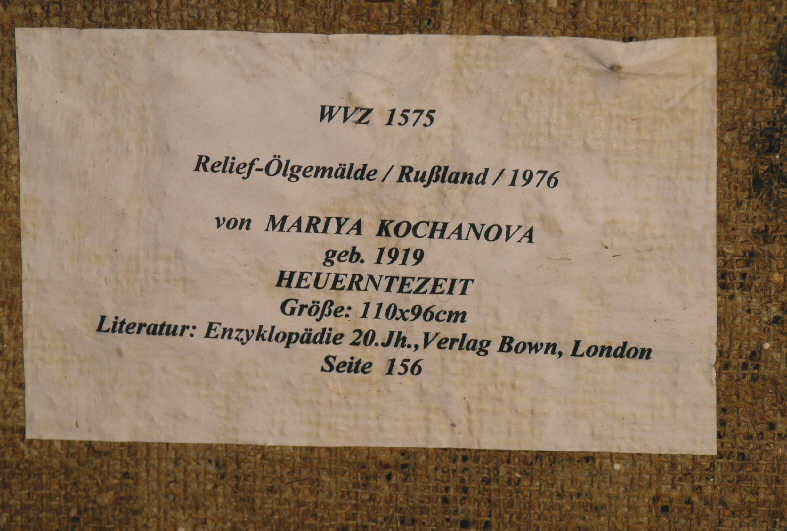 WVZ 1575
Relief-Ölgemälde / Rußland / 1976
von MARIYA KOCHANOVA
geb. 1919
HEUERNTEZEIT
Größe: 110x96cm
Literatur: Enzyklopädie 20.Jh.,Verlag Bown, London
Seite 156